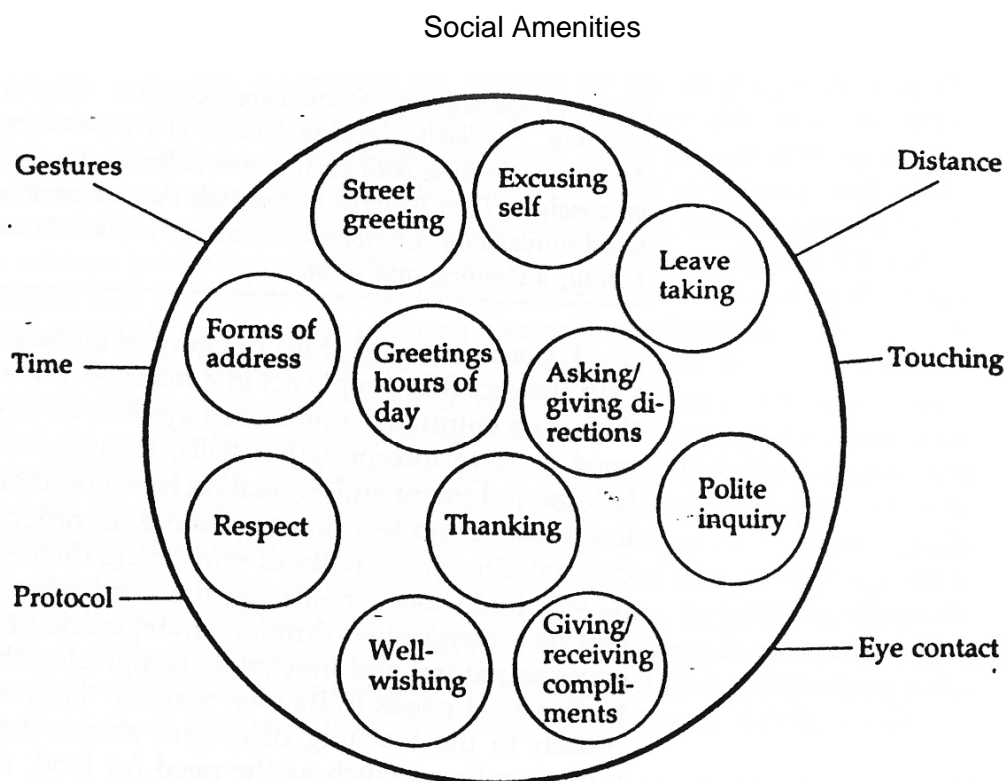 Social Amenities
Gestures
Distance
Street
greeting
Excusing
self
Leave
taking
Forms of
address
Greetings
hours of
day
Asking/
giving di-
rections
Time
Touching
Respect
Thanking
Polite
inquiry
Protocol
Well-
wishing
Giving/
receiving
compli-
ments
Eye contact